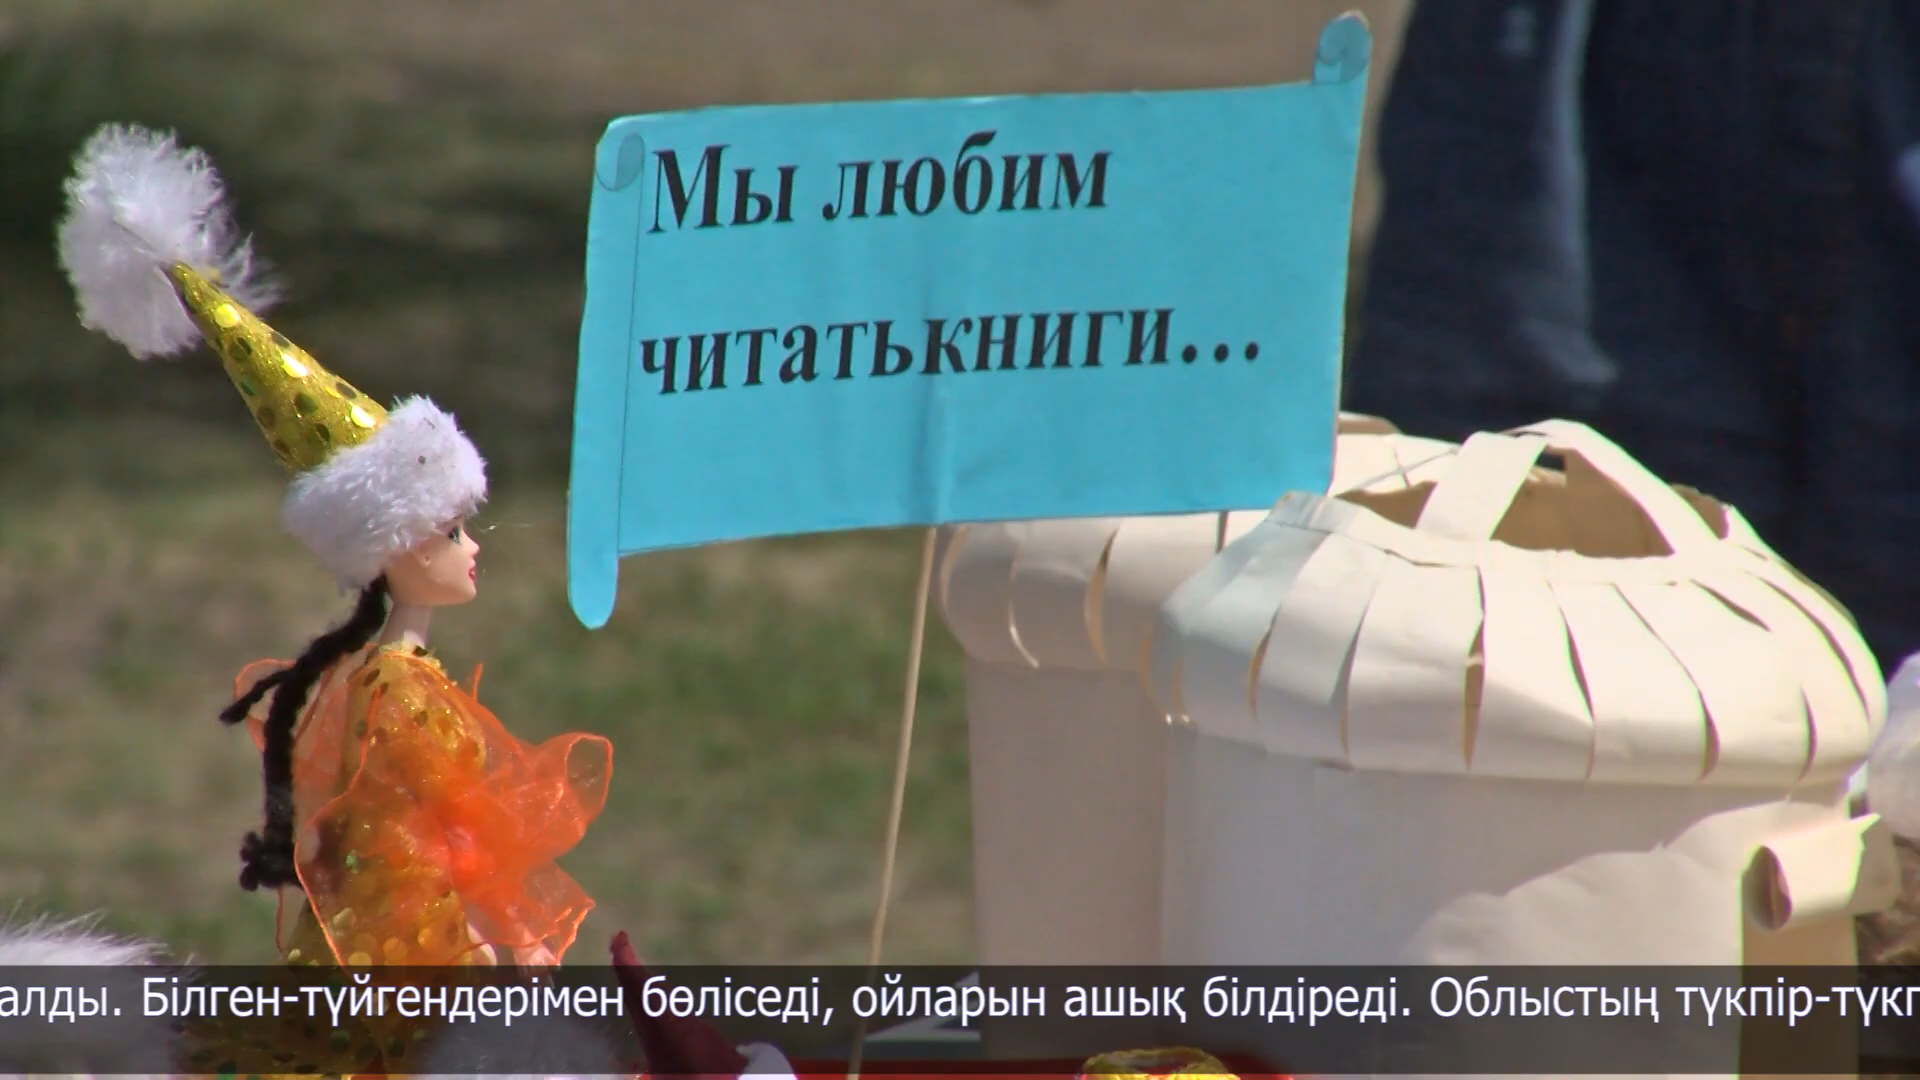 Мы любим
читатькниги...
алды. Білген-түйгендерімен бөліседі, ойларын ашық білдіреді. Облыстың түкпір-түкп